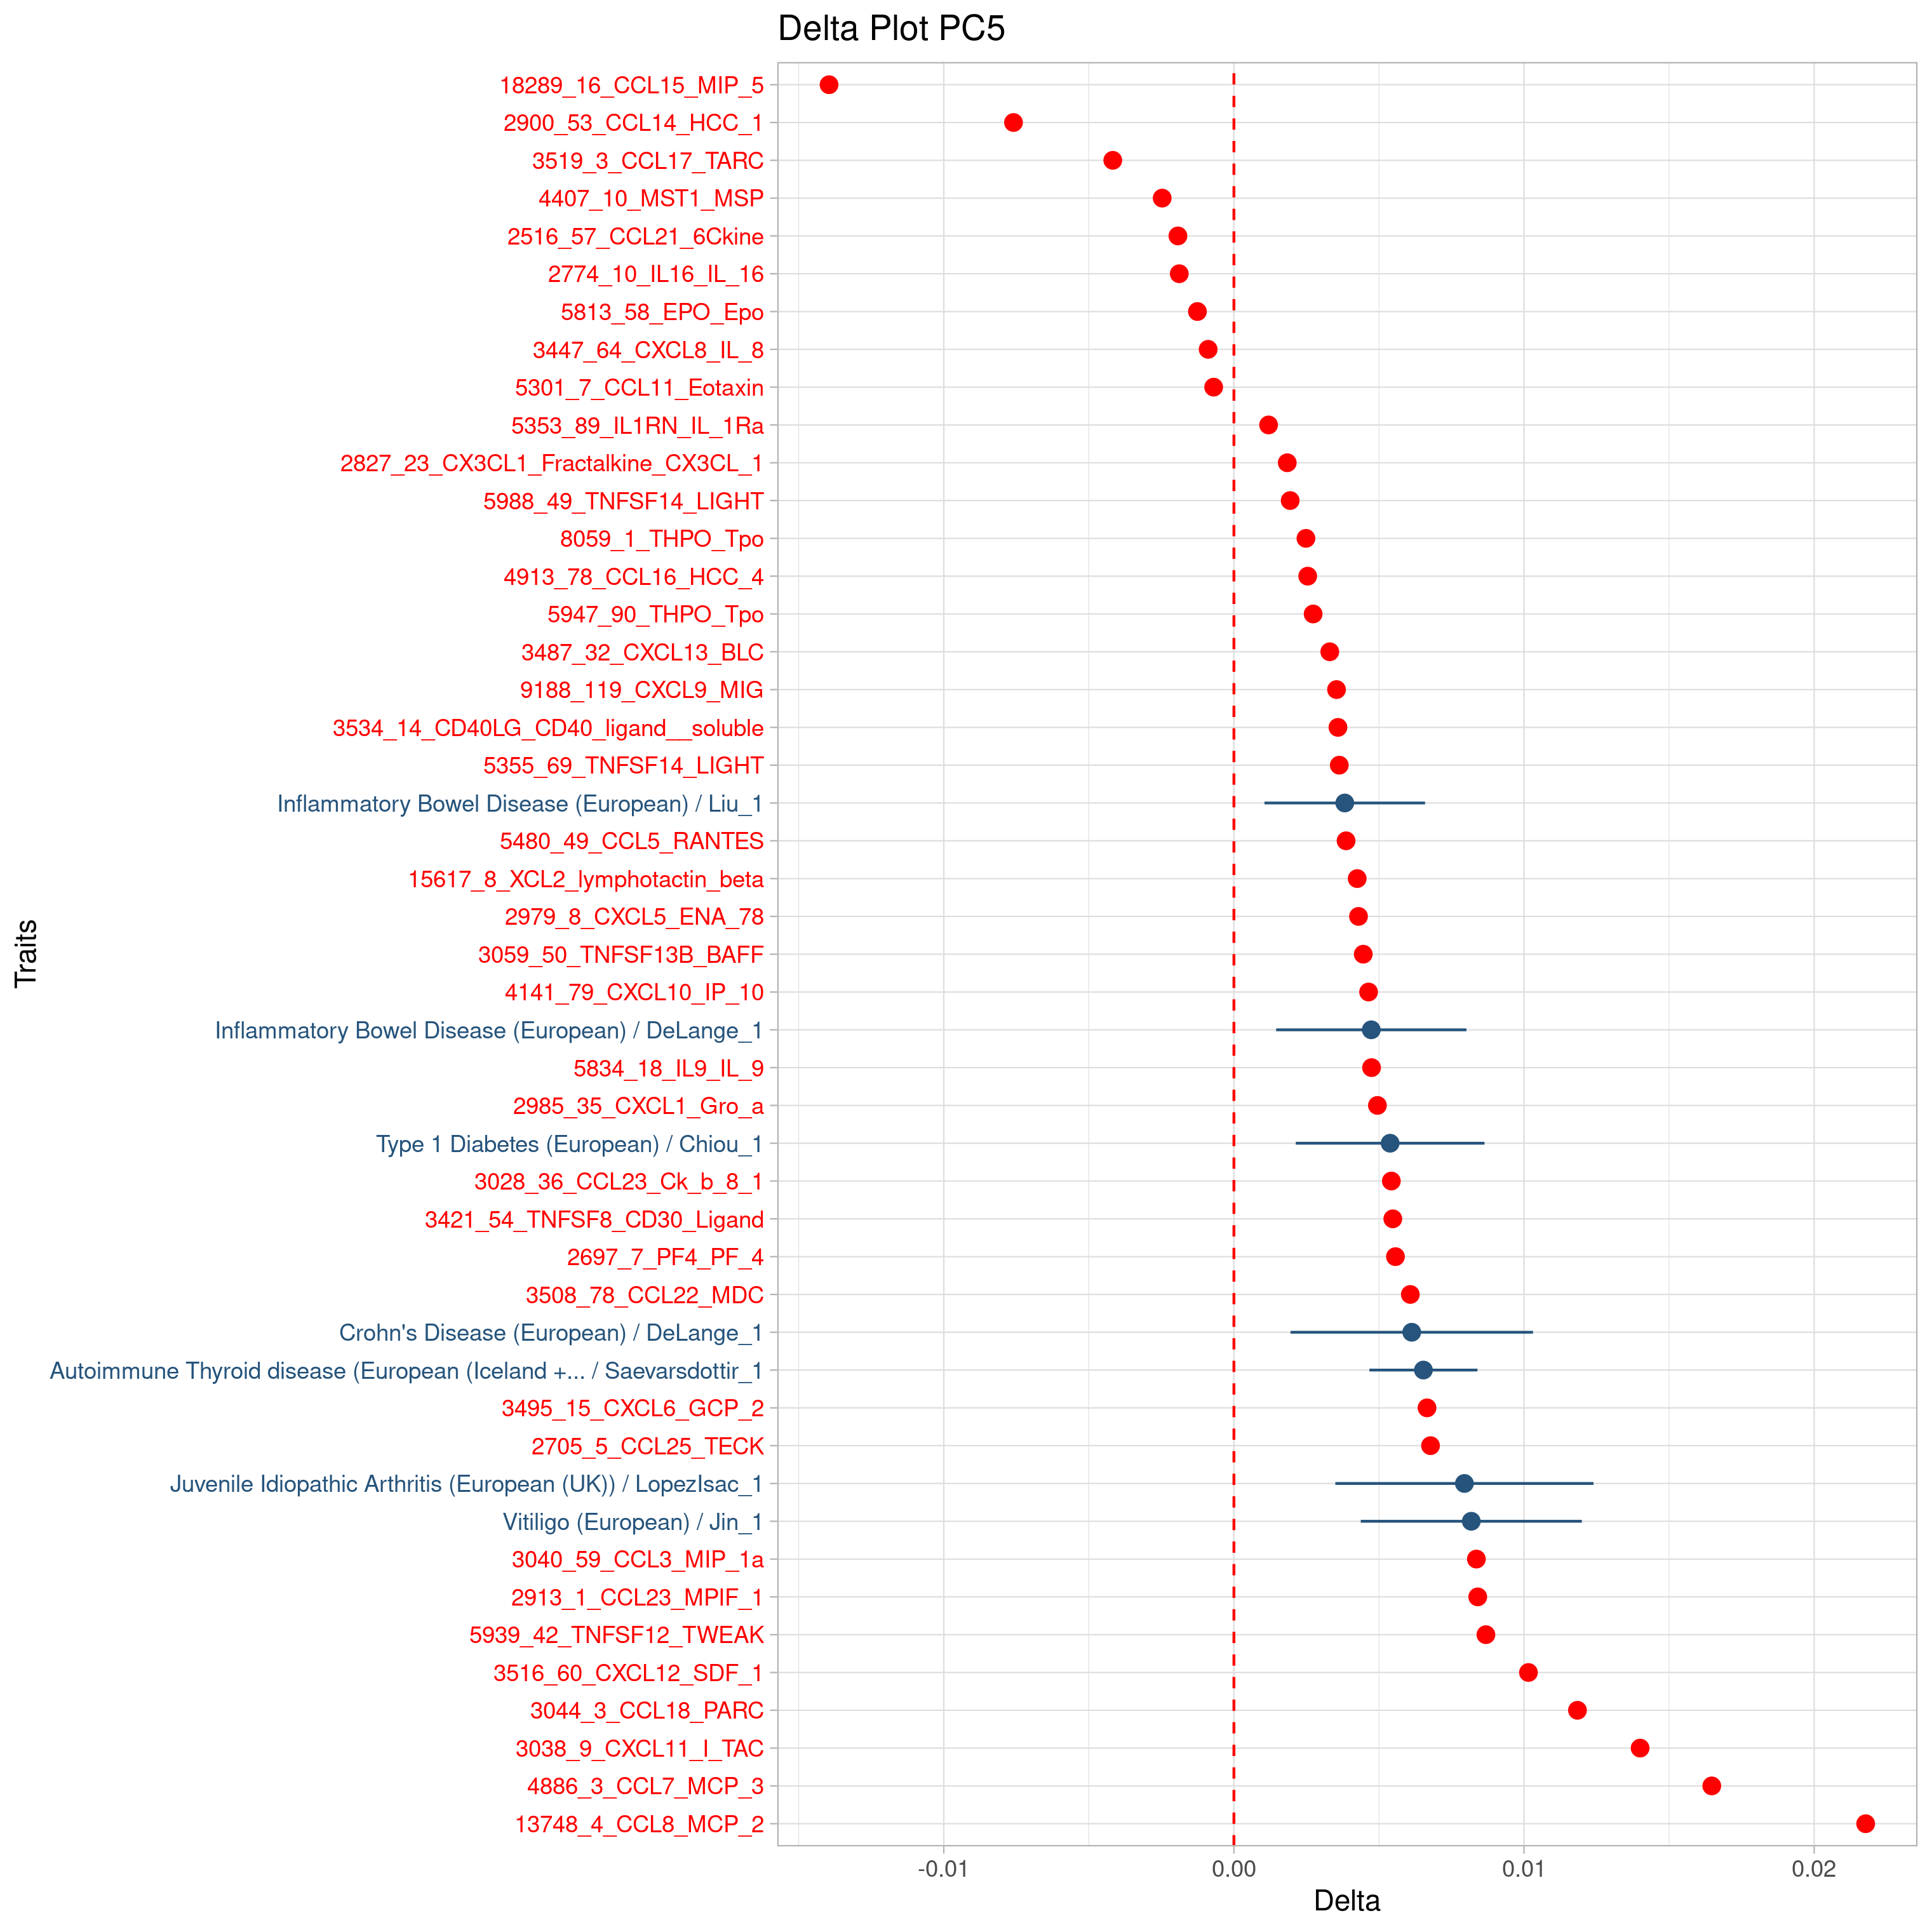 Delta Plot PC5
18289_16_CCL15_MIP_5
2900_53_CCL14_HCC_1
3519_3_CCL17_TARC
4407_10_MST1_MSP
2516_57_CCL21_6Ckine
2774_10_IL16_IL_16
5813_58_EPO_Epo
3447_64_CXCL8_IL_8
5301_7_CCL11_Eotaxin
5353_89_IL1RN_IL_1Ra
2827_23_CX3CL1_Fractalkine_CX3CL_1
5988_49_TNFSF14_LIGHT
8059_1_THPO_Tpo
4913_78_CCL16_HCC_4
5947_90_THPO_Tpo
3487_32_CXCL13_BLC
9188_119_CXCL9_MIG
3534_14_CD40LG_CD40_ligand__soluble
5355_69_TNFSF14_LIGHT
Inflammatory Bowel Disease (European) / Liu_1
5480_49_CCL5_RANTES
15617_8_XCL2_lymphotactin_beta
2979_8_CXCL5_ENA_78
3059_50_TNFSF13B_BAFF
4141_79_CXCL10_IP_10
Inflammatory Bowel Disease (European) / DeLange_1
5834_18_IL9_IL_9
2985_35_CXCL1_Gro_a
Type 1 Diabetes (European) / Chiou_1
3028_36_CCL23_Ck_b_8_1
3421_54_TNFSF8_CD30_Ligand
2697_7_PF4_PF_4
3508_78_CCL22_MDC
Crohn's Disease (European) / DeLange_1
Autoimmune Thyroid disease (European (Iceland +... / Saevarsdottir_1
3495_15_CXCL6_GCP_2
2705_5_CCL25_TECK
Juvenile Idiopathic Arthritis (European (UK)) / LopezIsac_1
Vitiligo (European) / Jin_1
3040_59_CCL3_MIP_1a
2913_1_CCL23_MPIF_1
5939_42_TNFSF12_TWEAK
3516_60_CXCL12_SDF_1
3044_3_CCL18_PARC
3038_9_CXCL11_I_TAC
4886_3_CCL7_MCP_3
13748_4_CCL8_MCP_2
Traits
-0.01 0.00 0.01 0.02
Delta